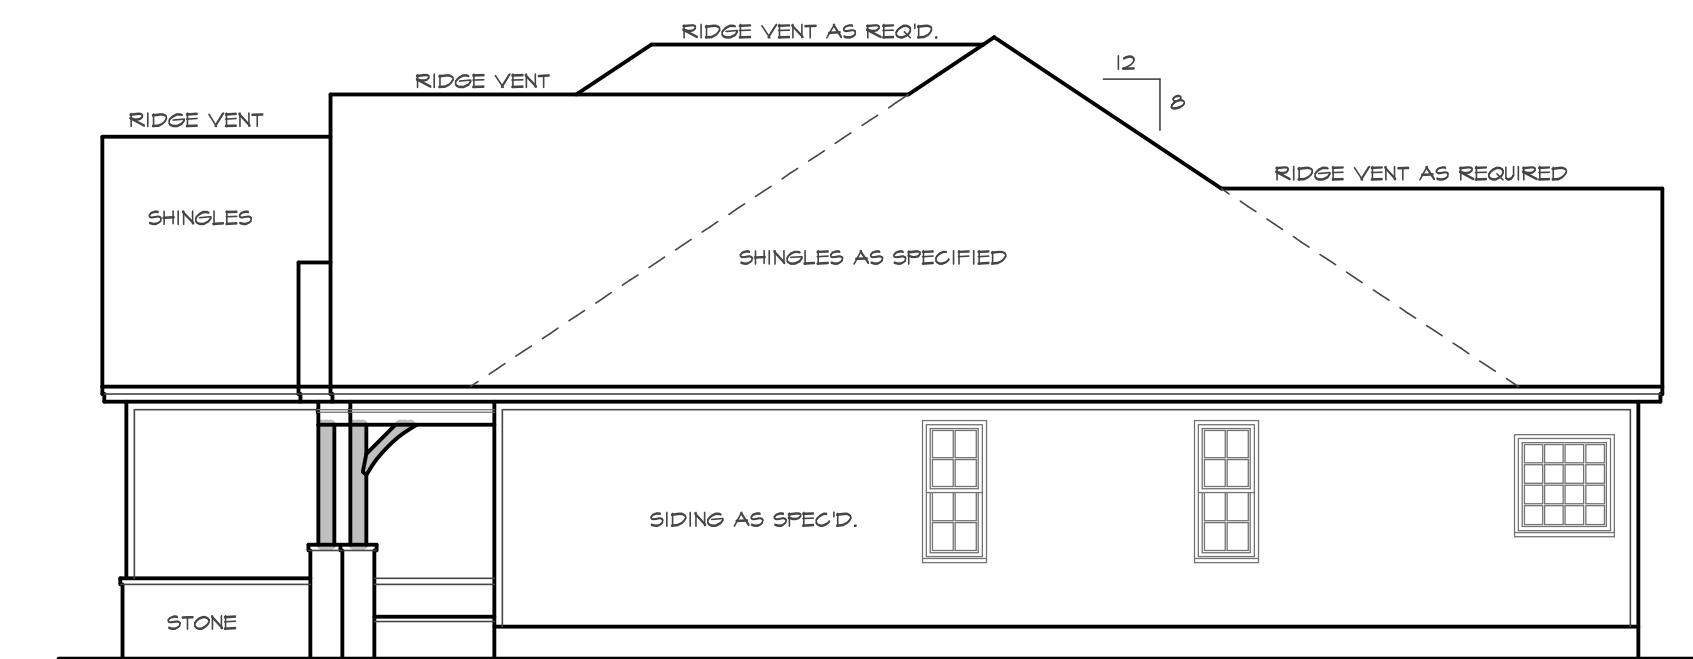 RIDGE VENT AS REQ'D.
12
RIDGE VENT
8
RIDGE VENT
RIDGE VENT AS REQUIRED
SHINGLES
SHINGLES AS SPECIFIED
SIDING AS SPEC'D.
STONE